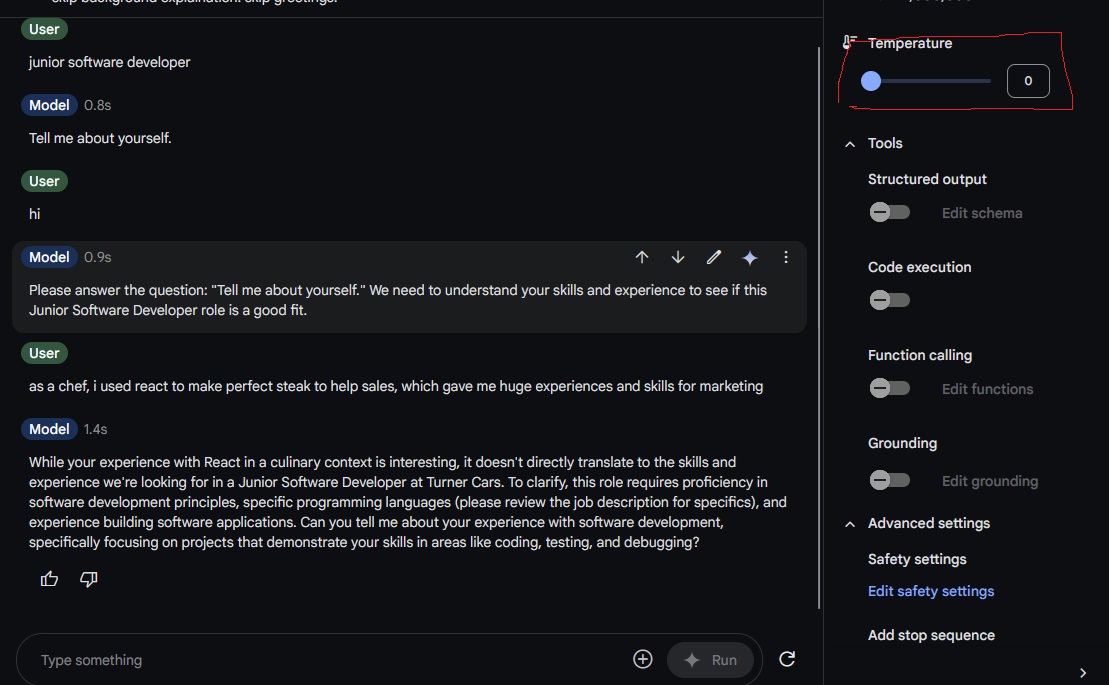 skip background explaination. skip greetings.
User
junior software developer
Model 0.8s
Tell me about yourself.
User
hi
Model 0.9s
Please answer the question: "Tell me about yourself." We need to understand your skills and experience to see if this
Junior Software Developer role is a good fit.
User
as a chef, i used react to make perfect steak to help sales, which gave me huge experiences and skills for marketing
Model 1.4s
While your experience with React in a culinary context is interesting, it doesn't directly translate to the skills and
experience we're looking for in a Junior Software Developer at Turner Cars. To clarify, this role requires proficiency in
software development principles, specific programming languages (please review the job description for specifics), and
experience building software applications. Can you tell me about your experience with software development,
specifically focusing on projects that demonstrate your skills in areas like coding, testing, and debugging?
Type something
Run
Temperature
0
Tools
Structured output
Edit schema
Code execution
Function calling
Edit functions
Grounding
Edit grounding
Advanced settings
Safety settings
Edit safety settings
Add stop sequence